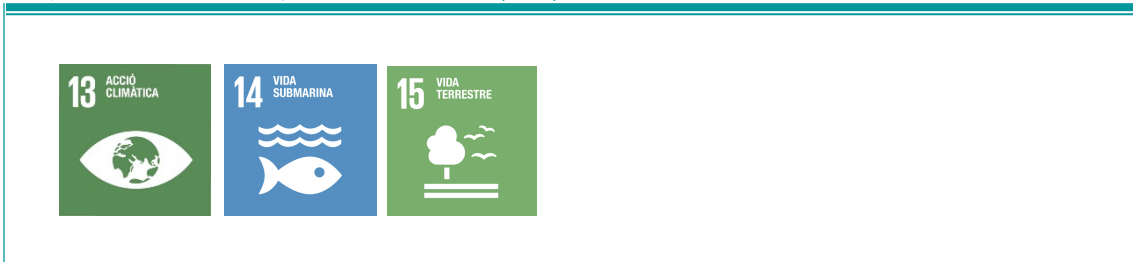 13 ACCIÓ
CLIMÀTICA
14 VIDA
SUBMARINA
15 VIDA
TERRESTRE